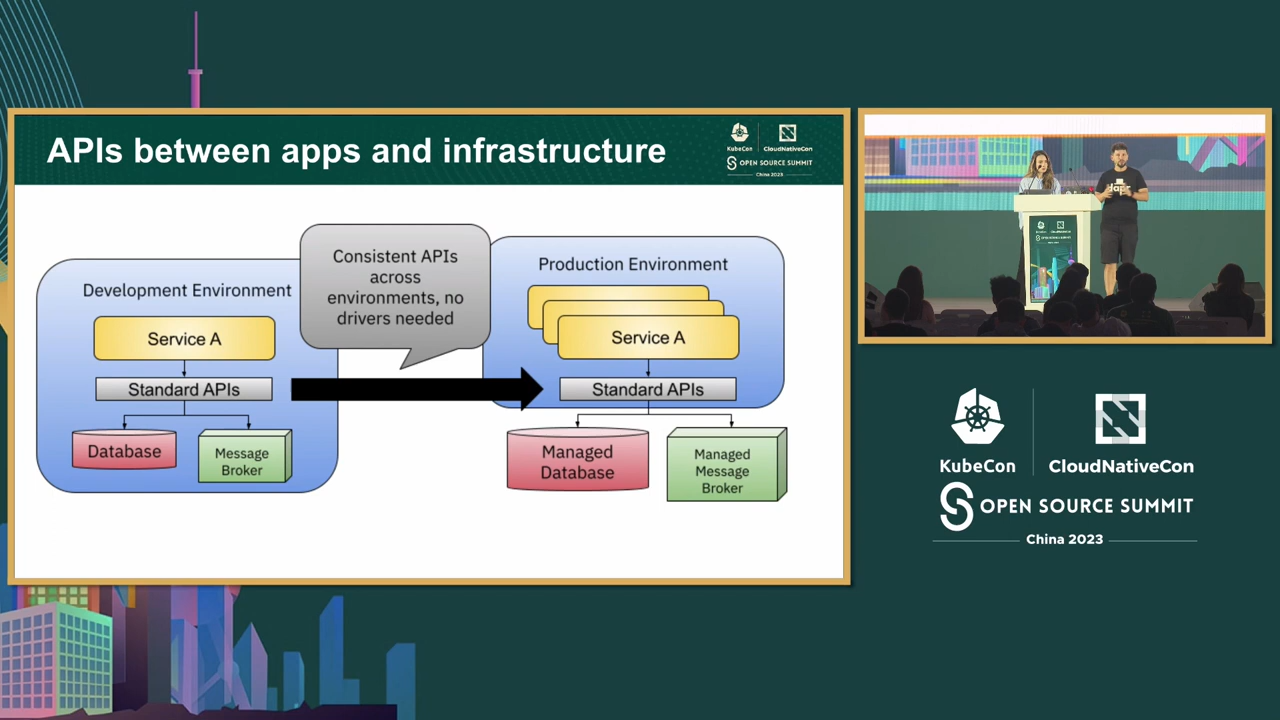 APIs between apps and infrastructure
KubeCon
CloudNativeCon
OPEN SOURCE SUMMIT
China 2023
Development Environment
Service A
Standard APIs
Database
Message
Broker
Consistent APIs
across
environments, no
drivers needed
Production Environment
Service A
Standard APIs
Managed
Database
Managed
Message
Broker
dapr
KubeCon
CloudNativeCon
OPEN SOURCE SUMMIT
China 2023